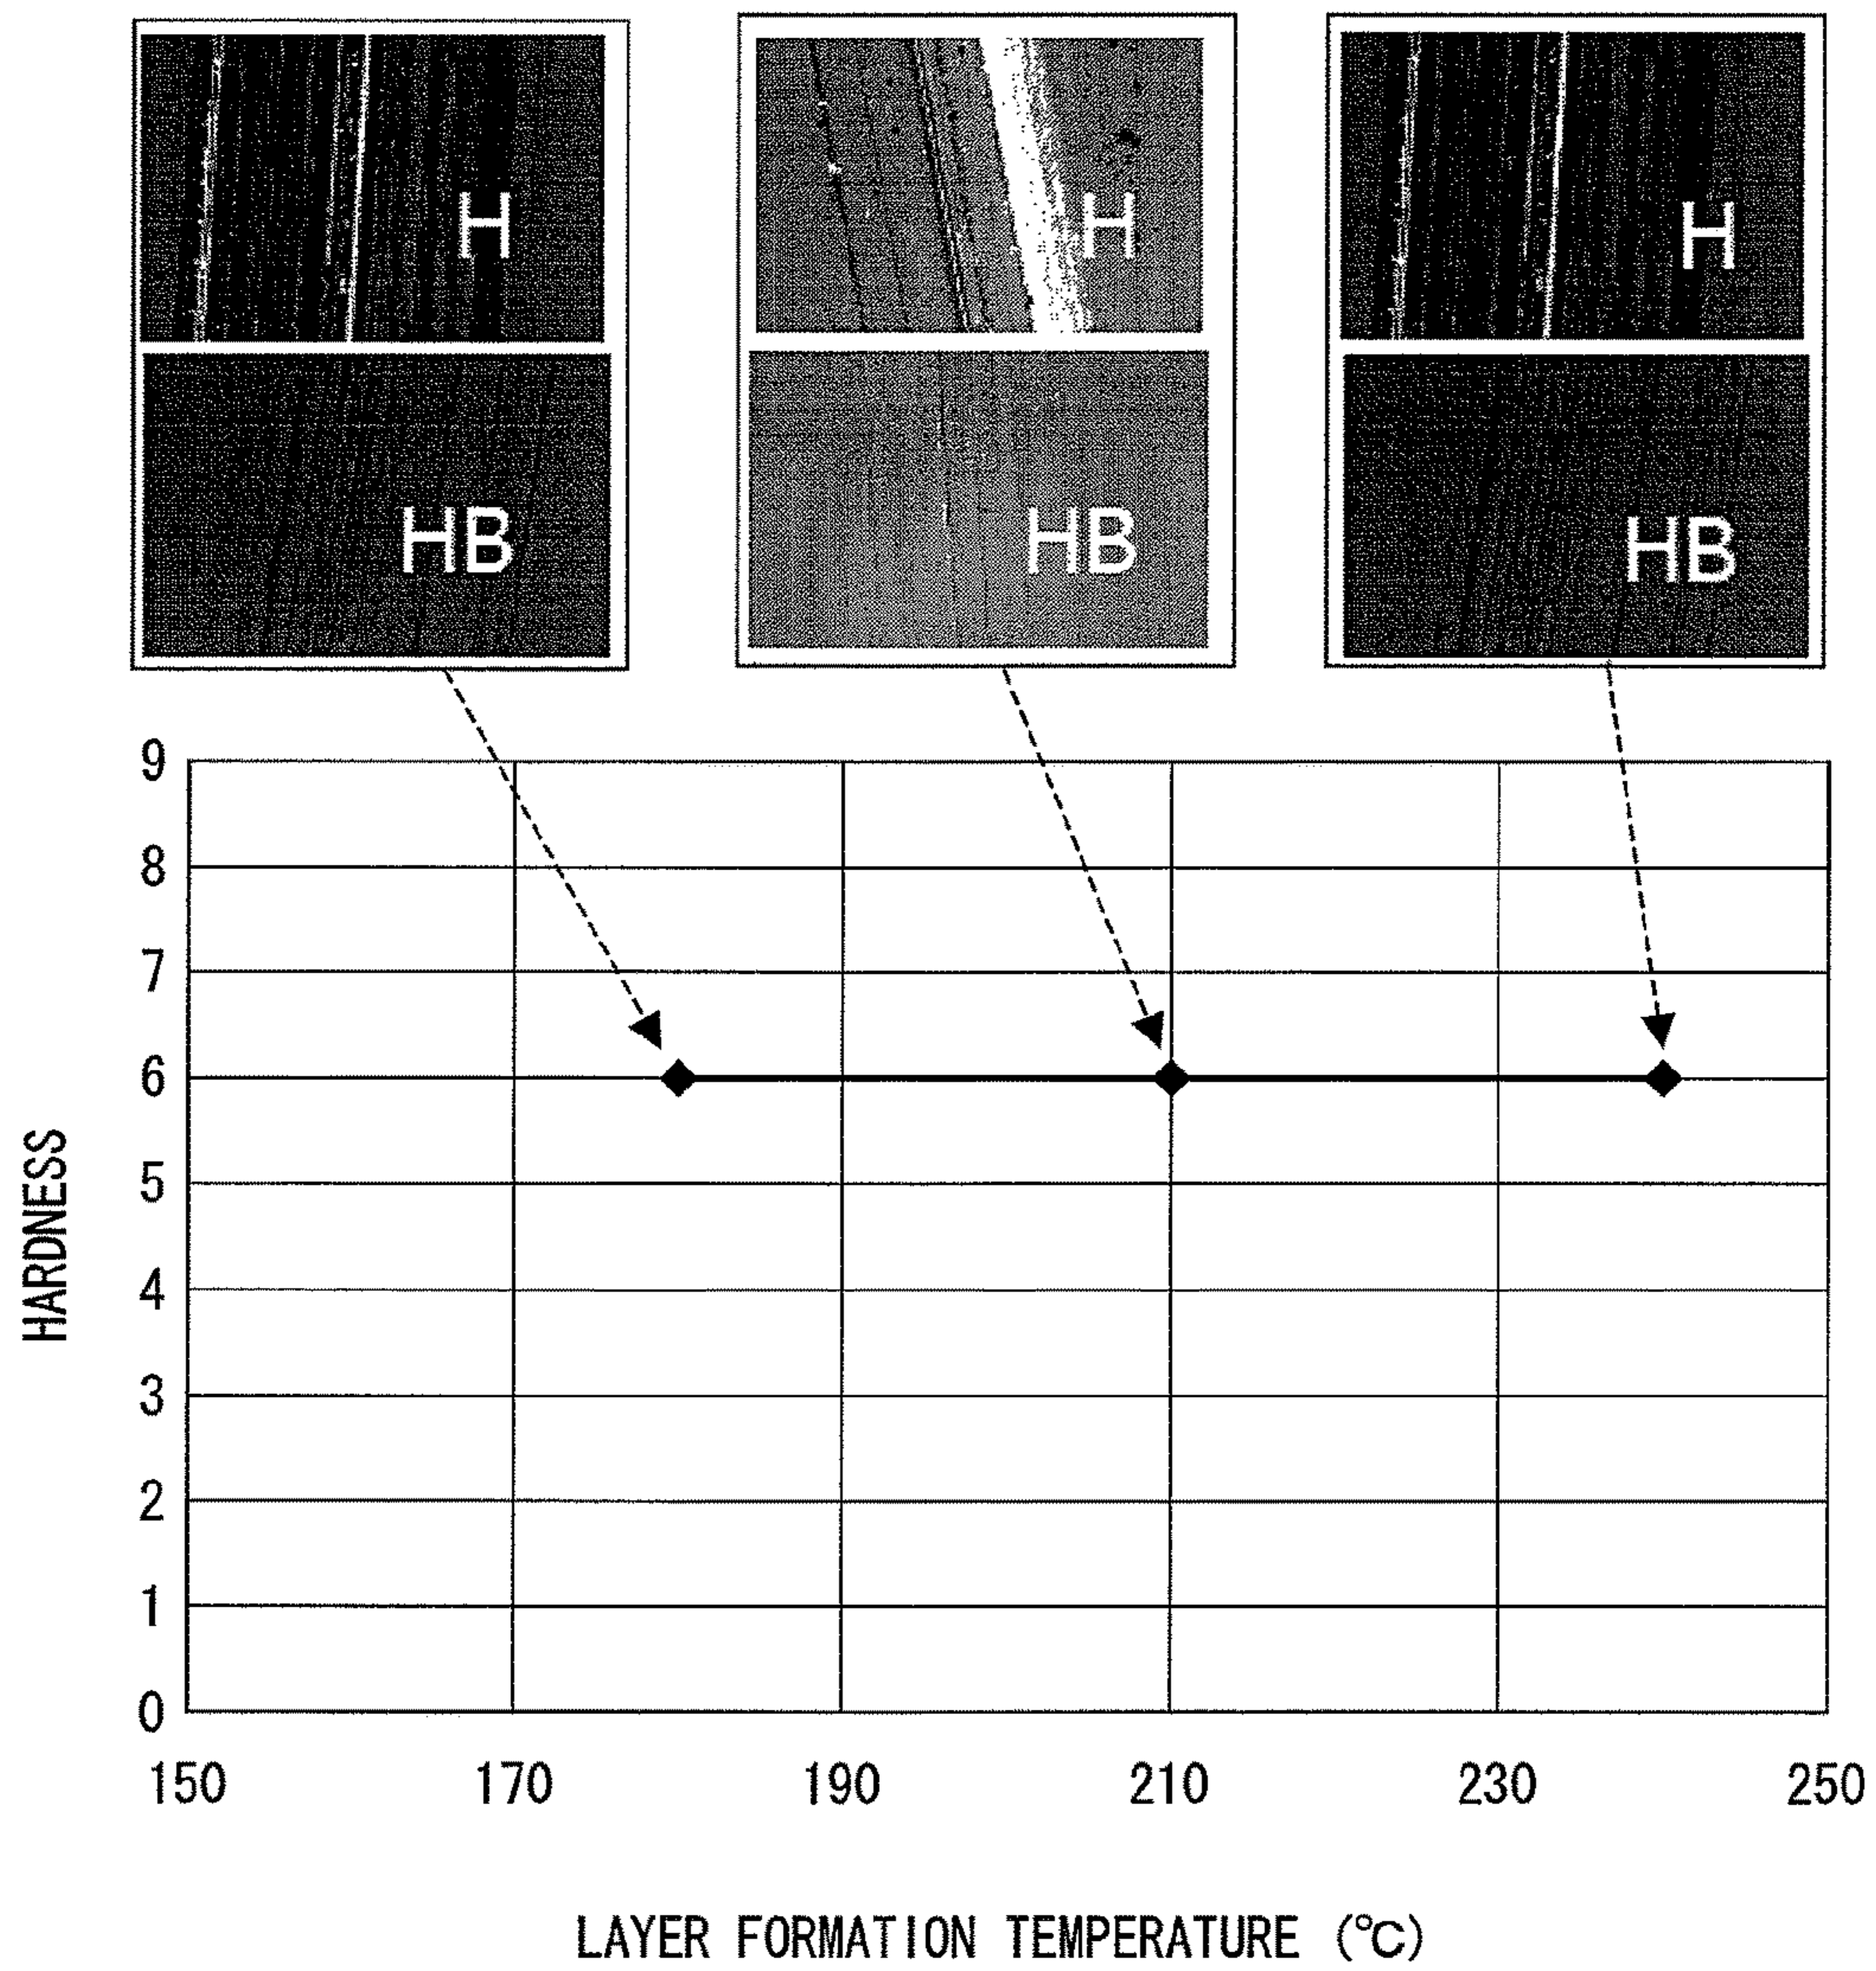 H
H
H
HB
HB
HB
9
8
7
6
5
4
3
2
1
0
HARDNESS
150 170 190 210 230 250
LAYER FORMATION TEMPERATURE (℃)